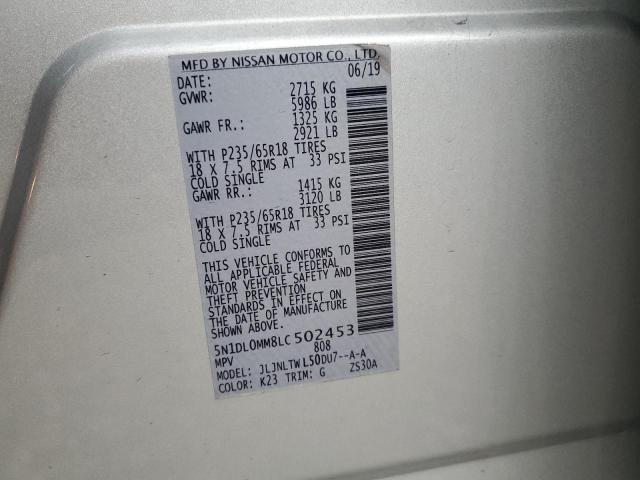 MFD BY NISSAN MOTOR CO., LTD.
DATE: 06/19
GVWR: 2715 KG
5986 LB
GAWR FR.: 1325 KG
2921 LB
WITH P235/65R18 TIRES
18 X 7.5 RIMS AT 33 PSI
COLD SINGLE
GAWR RR.: 1415 KG
3120 LB
WITH P235/65R18 TIRES
18 X 7.5 RIMS AT 33 PSI
COLD SINGLE
THIS VEHICLE CONFORMS TO
ALL APPLICABLE FEDERAL
MOTOR VEHICLE SAFETY AND
THEFT PREVENTION
STANDARDS IN EFFECT ON
THE DATE OF MANUFACTURE
SHOWN ABOVE.
5N1DL0MM8LC502453
MPV 808
MODEL: JLJNLTWL50DU7--A-A
COLOR: K23 TRIM: G ZS30A